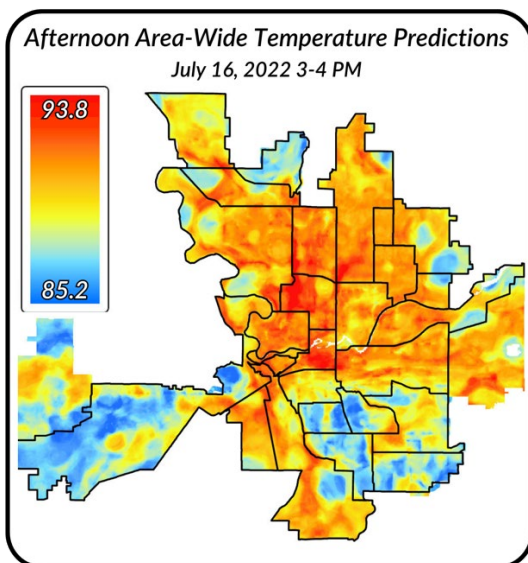 Afternoon Area-Wide Temperature Predictions
July 16, 2022 3-4 PM
93.8
85.2